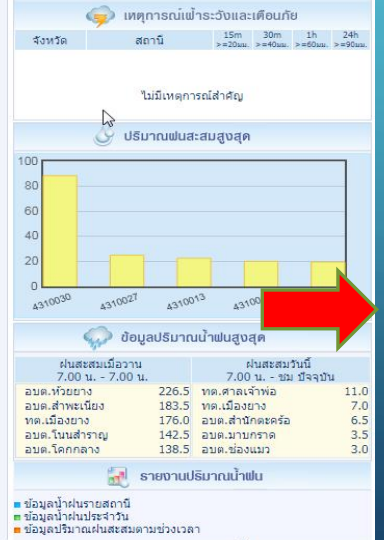 เหตุการณ์เฝ้าระวังและเตือนภัย
จังหวัด สถานี 15m >=20มม. 30m >=40มม. 1h >=60มม. 24h >=90มม.
ไม่มีเหตุการณ์สำคัญ
ปริมาณฝนสะสมสูงสุด
100
80
60
40
20
0
4310030 4310027 4310013
ข้อมูลปริมาณน้ำฝนสูงสุด
ฝนสะสมเมื่อวาน ฝนสะสมวันนี้
7.00 น. - 7.00 น. 7.00 น. - ชม ปัจจุบัน
อบต.ห้วยยาง 226.5 ทต.ศาลเจ้าพ่อ 11.0
อบต.สำพะเนียง 183.5 ทต.เมืองยาง 7.0
ทต.เมืองยาง 176.0 อบต.สำนักตะคร้อ 6.5
อบต.โนนสำราญ 142.5 อบต.มาบกราด 3.5
อบต.โคกกลาง 138.5 อบต.ช่องแมว 3.0
รายงานปริมาณน้ำฝน
ข้อมูลน้ำฝนรายสถานี
ข้อมูลน้ำฝนประจำวัน
ข้อมูลปริมาณฝนสะสมตามช่วงเวลา